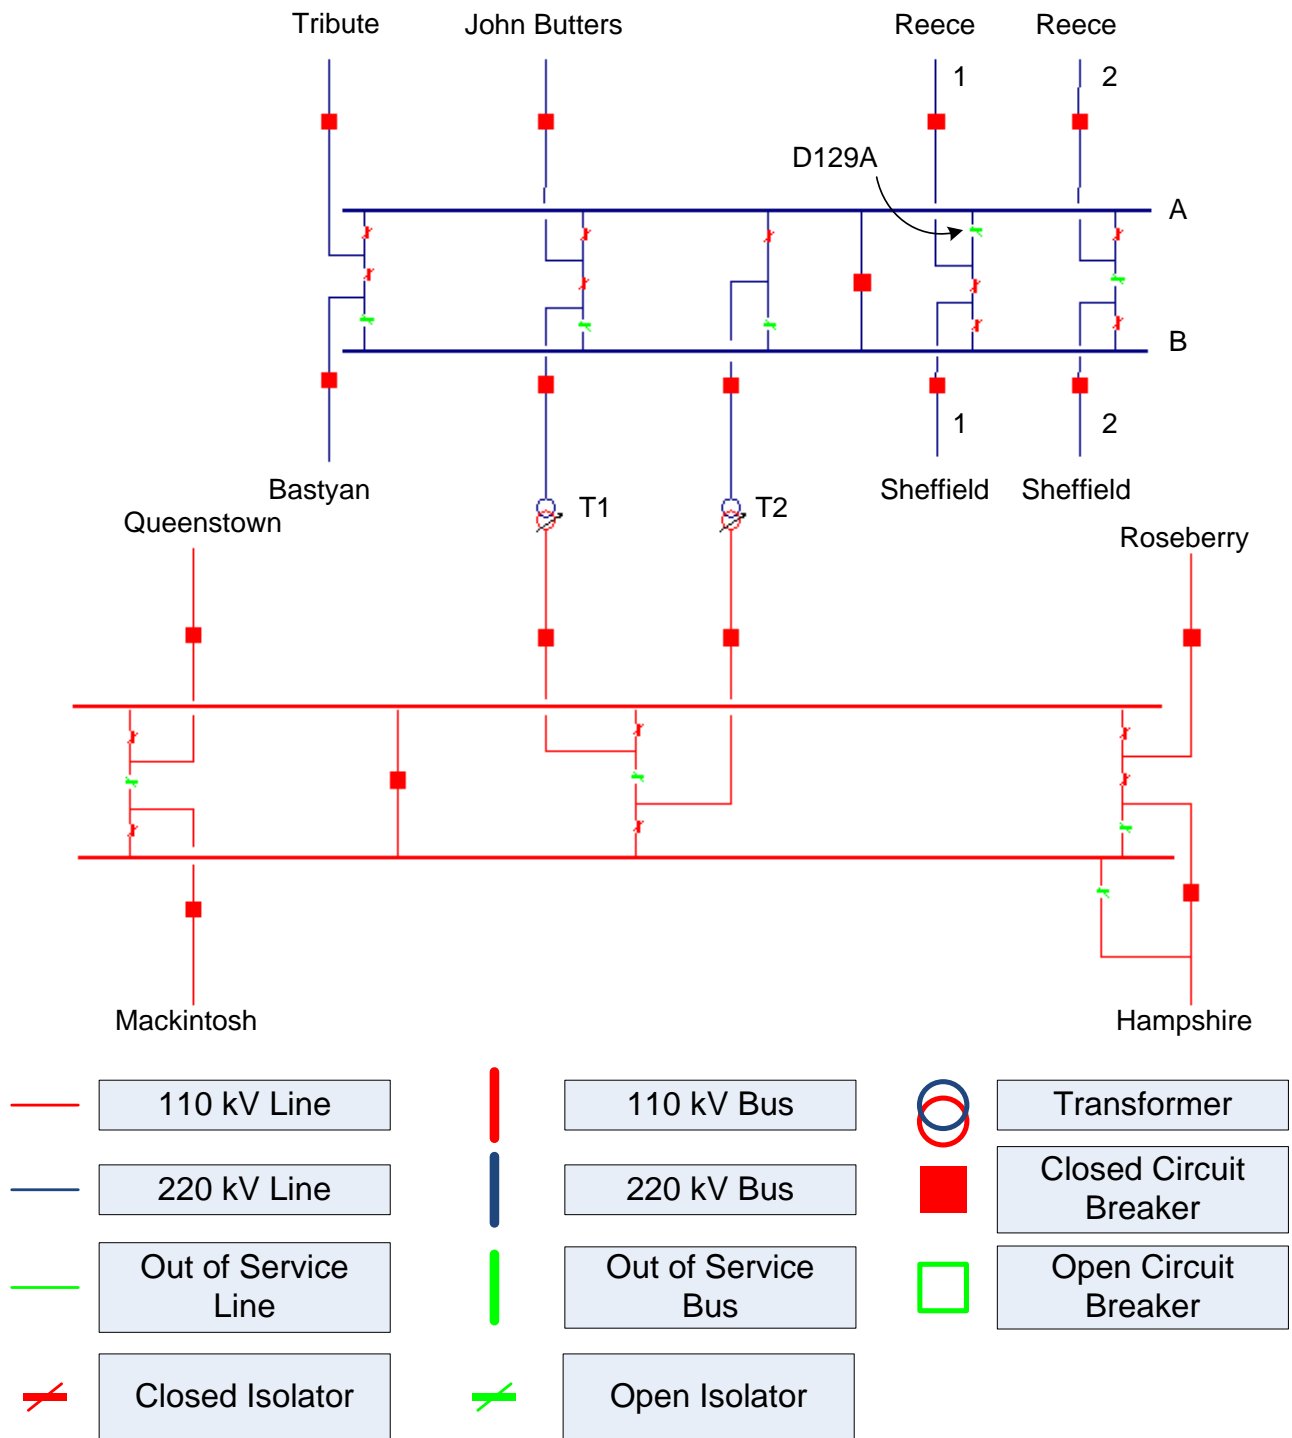 Tribute
John Butters
Reece
Reece
1
2
D129A
A
B
1
2
Bastyan
T1
T2
Sheffield
Sheffield
Queenstown
Roseberry
Mackintosh
Hampshire
110 kV Line
110 kV Bus
Transformer
220 kV Line
220 kV Bus
Closed Circuit
Breaker
Out of Service
Line
Out of Service
Bus
Open Circuit
Breaker
Closed Isolator
Open Isolator